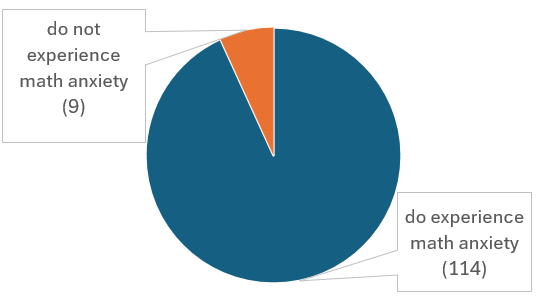 do not
experience
math anxiety
(9)
do experience
math anxiety
(114)